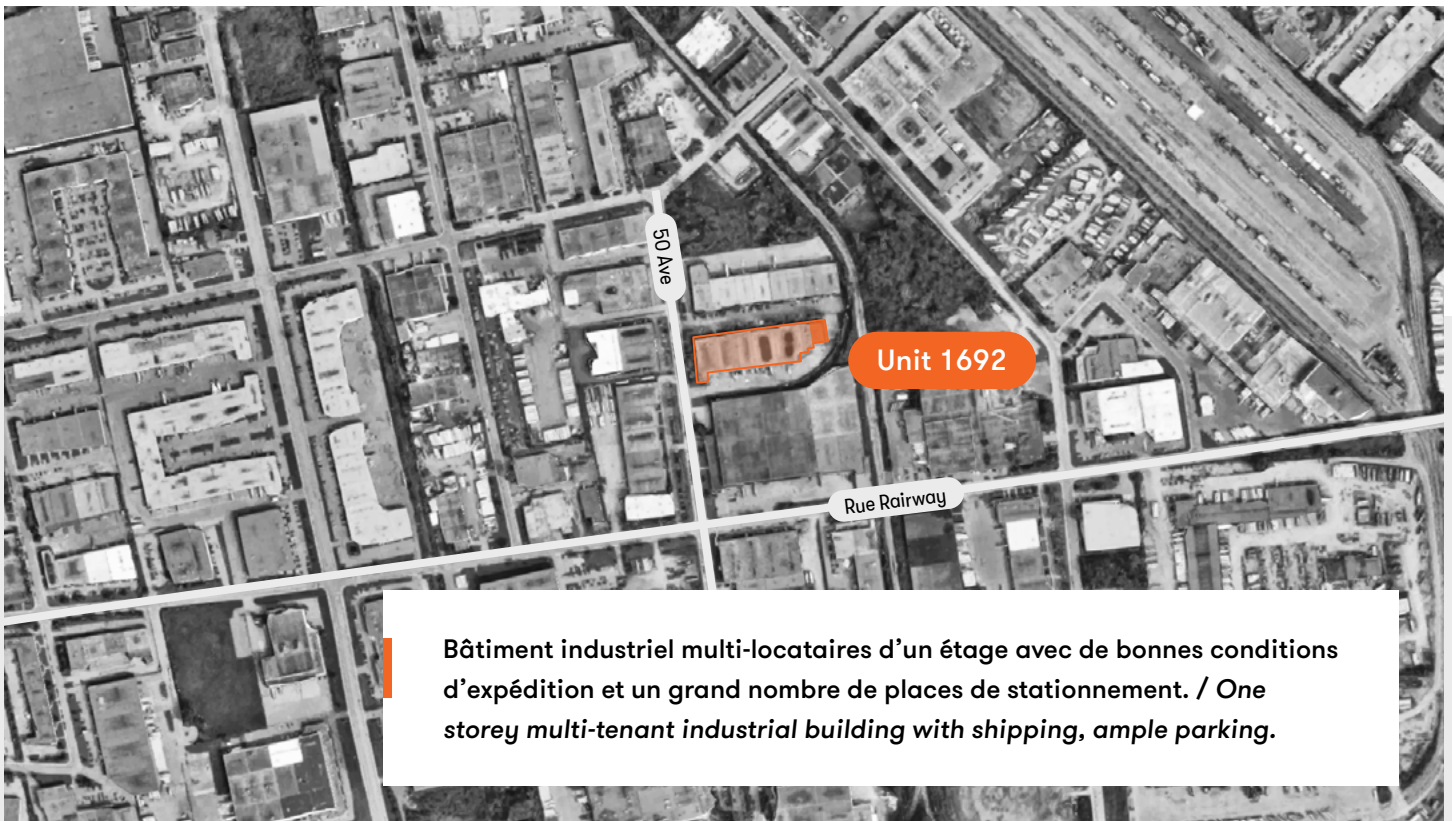 50 Ave
Unit 1692
Rue Rairway
Bâtiment industriel multi-locataires d’un étage avec de bonnes conditions
d’expédition et un grand nombre de places de stationnement. / One
storey multi-tenant industrial building with shipping, ample parking.